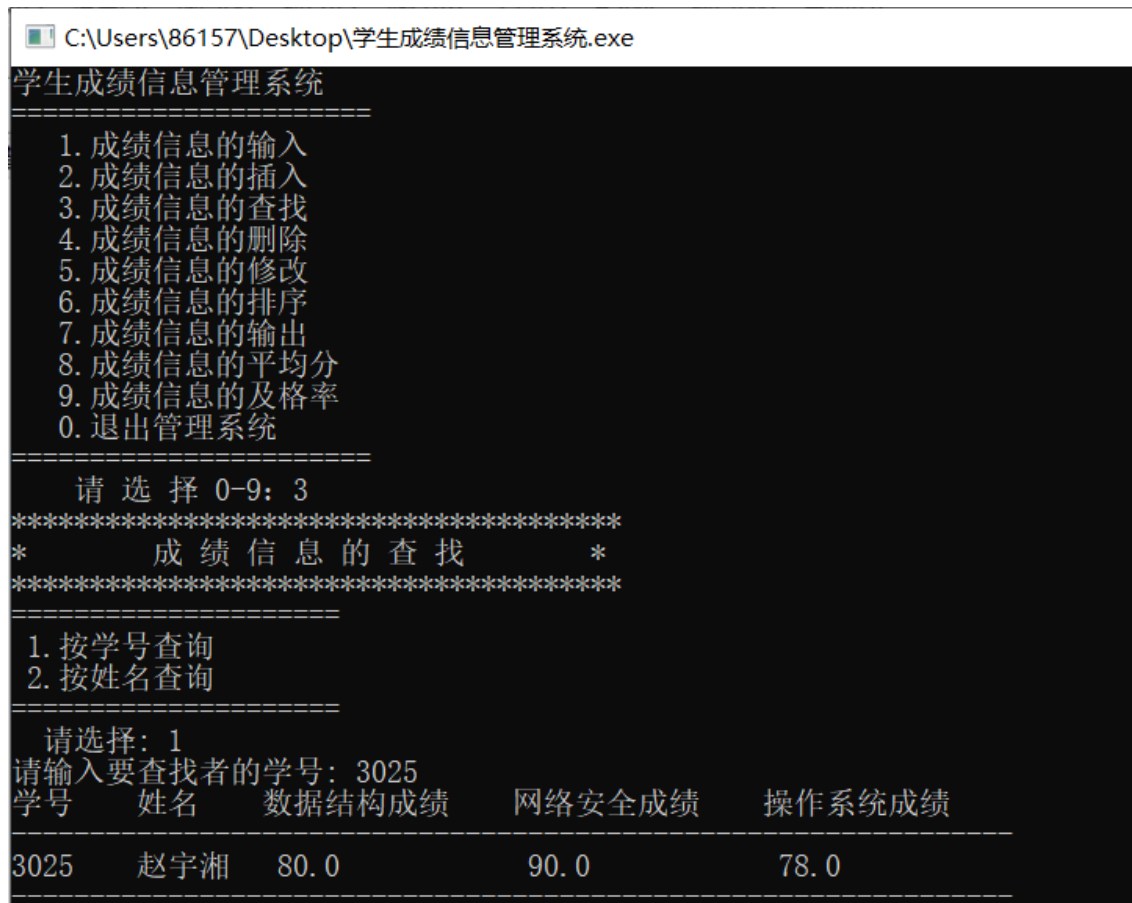 C:\Users\86157\Desktop\学生成绩信息管理系统.exe
学生成绩信息管理系统
=======================
1.成绩信息的输入
2.成绩信息的插入
3.成绩信息的查找
4.成绩信息的删除
5.成绩信息的修改
6.成绩信息的排序
7.成绩信息的输出
8.成绩信息的平均分
9.成绩信息的及格率
0.退出管理系统
=======================
请 选 择 0-9: 3
***************************************
* 成 绩 信 息 的 查 找 *
***************************************
=====================
1.按学号查询
2.按姓名查询
=====================
请选择: 1
请输入要查找者的学号: 3025
学号 姓名 数据结构成绩 网络安全成绩 操作系统成绩
----------------------------------------------------------------
3025 赵宇湘 80.0 90.0 78.0
----------------------------------------------------------------